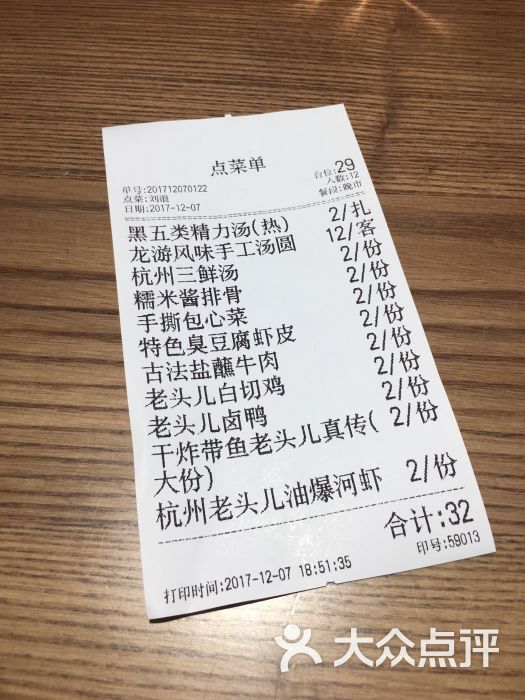 点菜单
单号:201712070122
台位:29
点菜:刘浪
人数:12
日期:2017-12-07
餐段:晚市
黑五类精力汤(热) 2/扎
龙游风味手工汤圆 12/客
杭州三鲜汤 2/份
糯米酱排骨 2/份
手撕包心菜 2/份
特色臭豆腐虾皮 2/份
古法盐蘸牛肉 2/份
老头儿白切鸡 2/份
老头儿卤鸭 2/份
干炸带鱼老头儿真传( 2/份
大份)
杭州老头儿油爆河虾 2/份
合计:32
印号:59013
打印时间:2017-12-07 18:51:35
大众点评